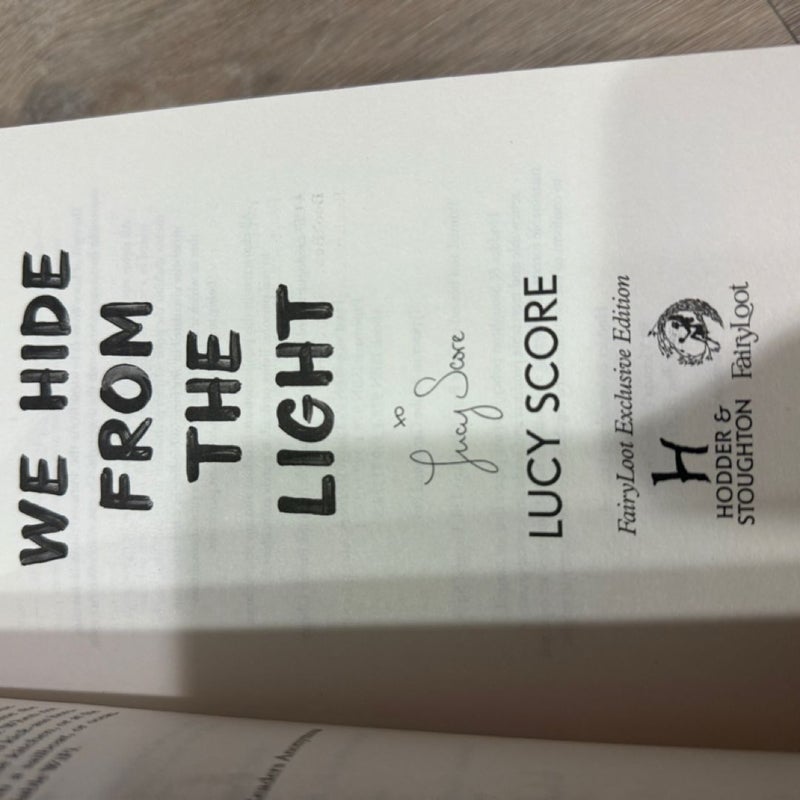 WE HIDE
FROM
THE
LIGHT
xo
Lucy Score
LUCY SCORE
FairyLoot Exclusive Edition
H
HODDER &
STOUGHTON
FairyLoot